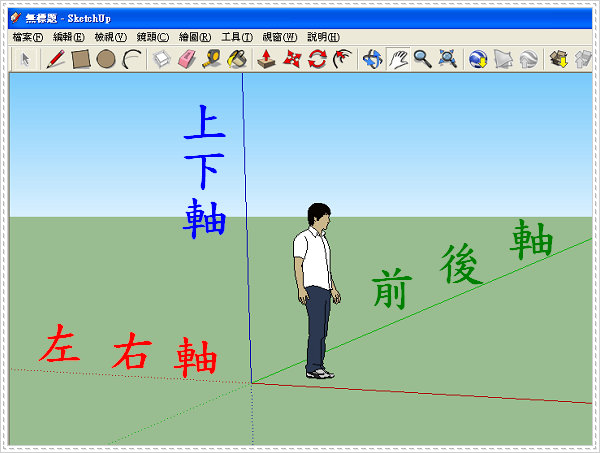 無標題 - SketchUp
檔案(F) 編輯(E) 檢視(V) 鏡頭(C) 繪圖(R) 工具(T) 視窗(W) 說明(H)
上下軸
前後軸
左右軸